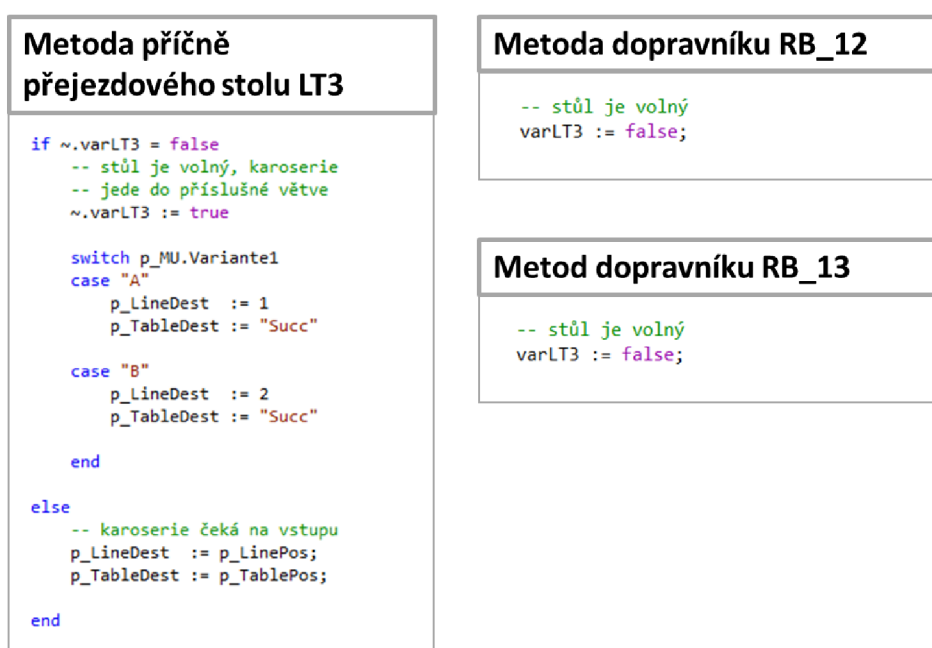 Metoda příčně
přejezdového stolu LT3
if ~.varLT3 = false
-- stůl je volný, karoserie
-- jede do příslušné větve
~.varLT3 := true
switch p_MU.Variante1
case "A"
p_LineDest := 1
p_TableDest := "Succ"
case "B"
p_LineDest := 2
p_TableDest := "Succ"
end
else
-- karoserie čeká na vstupu
p_LineDest := p_LinePos;
p_TableDest := p_TablePos;
end
Metoda dopravníku RB_12
-- stůl je volný
varLT3 := false;
Metod dopravníku RB_13
-- stůl je volný
varLT3 := false;